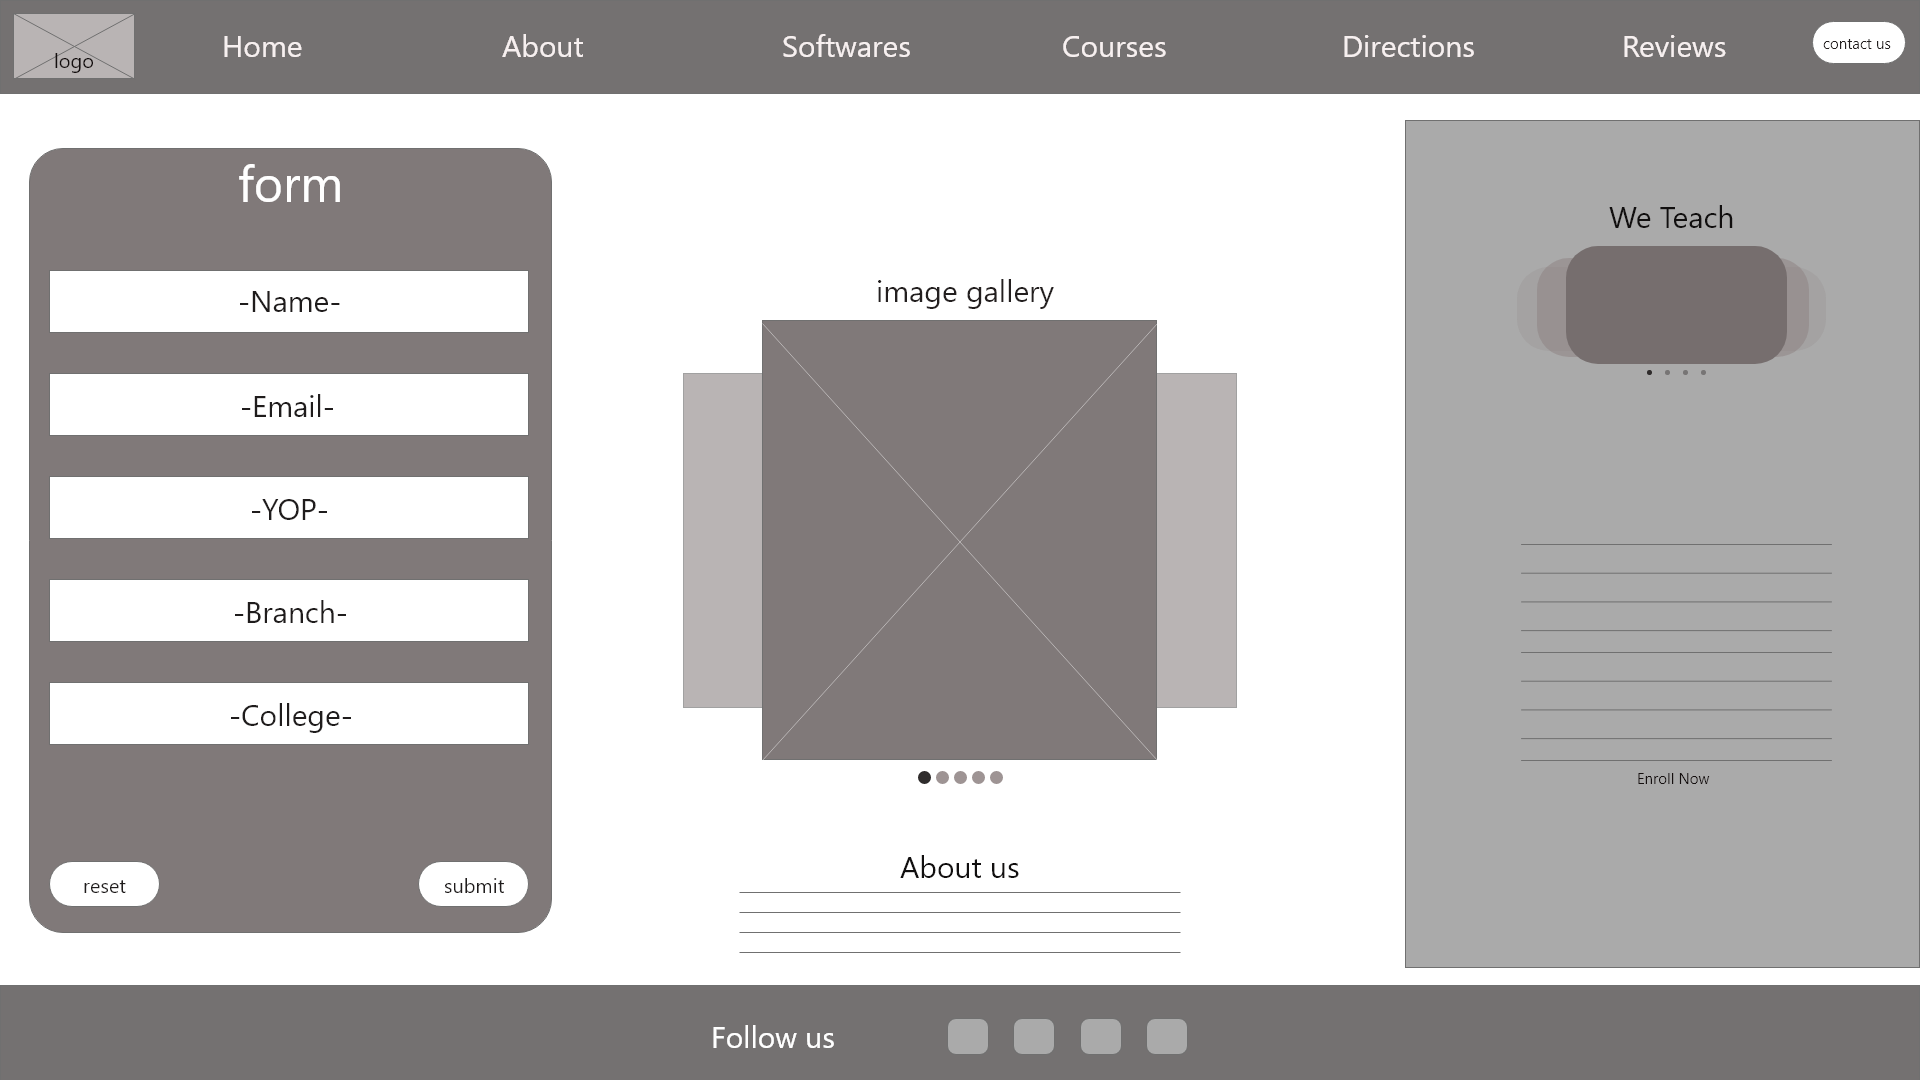 logo
Home
About
Softwares
Courses
Directions
Reviews
contact us
form
-Name-
-Email-
-YOP-
-Branch-
-College-
reset
submit
image gallery
About us
We Teach
Enroll Now
Follow us